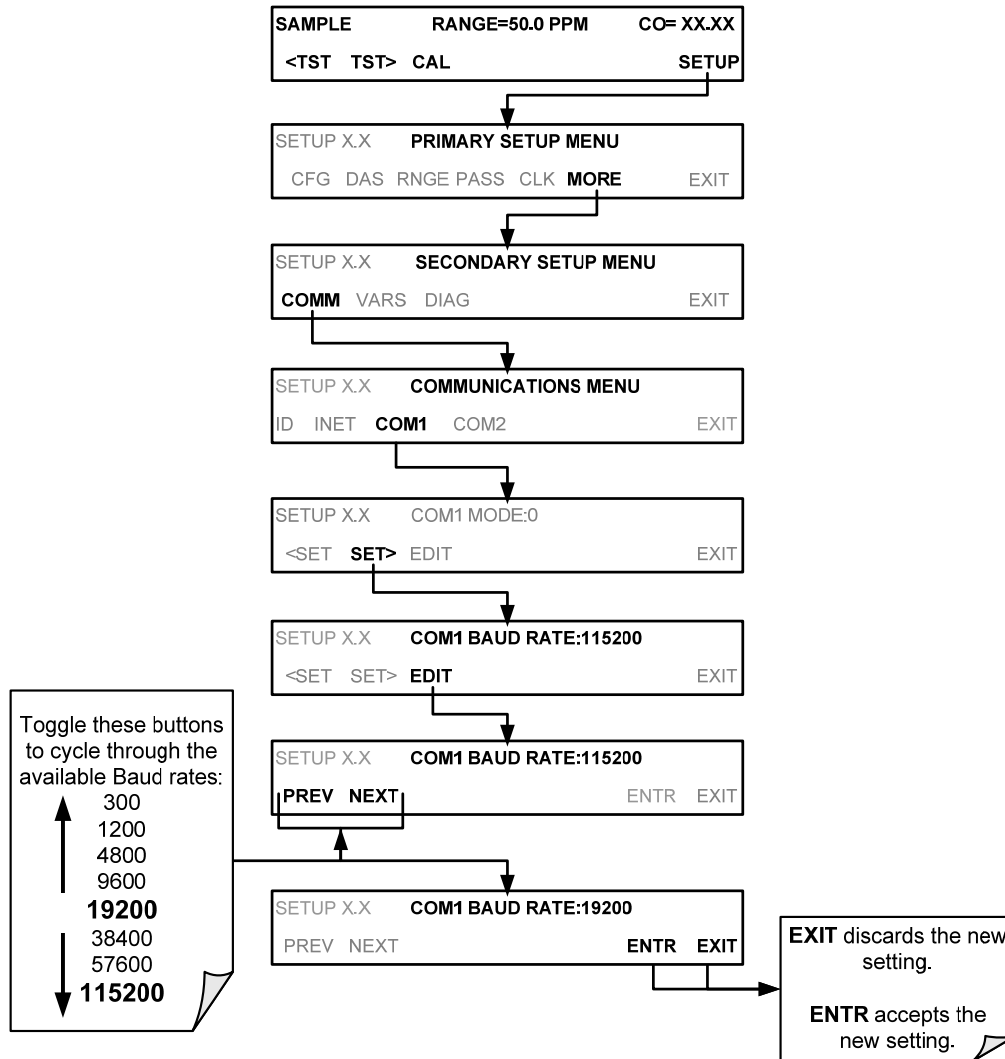 SAMPLE RANGE=50.0 PPM CO= XX.XX
<TST TST> CAL SETUP
SETUP X.X PRIMARY SETUP MENU
CFG DAS RNGE PASS CLK MORE EXIT
SETUP X.X SECONDARY SETUP MENU
COMM VARS DIAG EXIT
SETUP X.X COMMUNICATIONS MENU
ID INET COM1 COM2 EXIT
SETUP X.X COM1 MODE:0
<SET SET> EDIT EXIT
SETUP X.X COM1 BAUD RATE:115200
<SET SET> EDIT EXIT
SETUP X.X COM1 BAUD RATE:115200
PREV NEXT ENTR EXIT
Toggle these buttons
to cycle through the
available Baud rates:
300
1200
4800
9600
19200
38400
57600
115200
SETUP X.X COM1 BAUD RATE:19200
PREV NEXT ENTR EXIT
EXIT discards the new
setting.
ENTR accepts the
new setting.